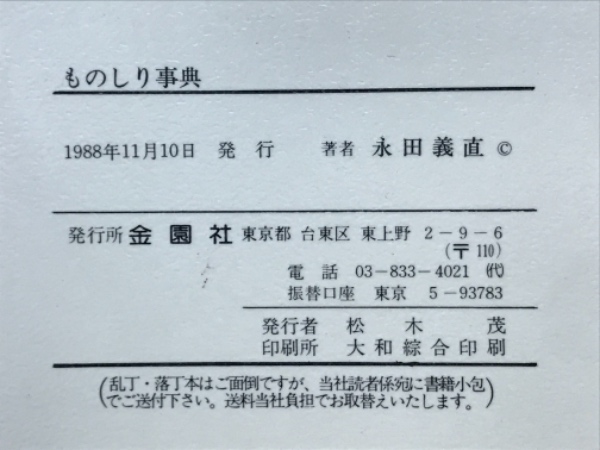 ものしり事典
1988年11月10日 発行 著者 永田義直 ©
発行所 金園社 東京都 台東区 東上野 2-9-6
(〒110)
電話 03-833-4021 ㈹
振替口座 東京 5-93783
発行者 松木茂
印刷所 大和綜合印刷
(乱丁・落丁本はご面倒ですが、当社読者係宛に書籍小包
でご送付下さい。送料当社負担でお取替えいたします。)